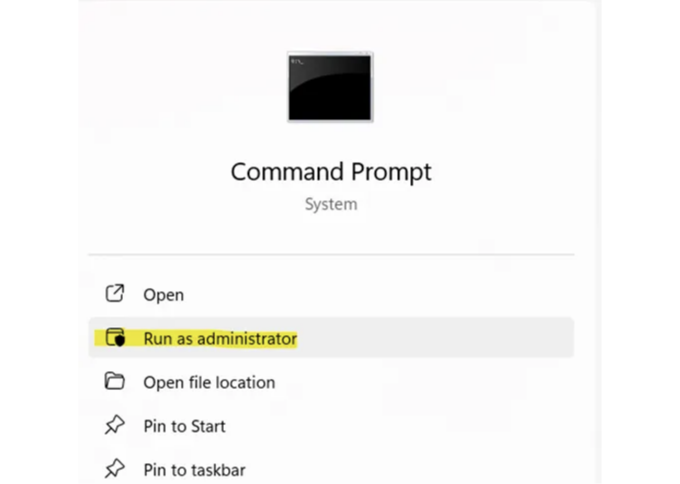 Command Prompt
System
Open
Run as administrator
Open file location
Pin to Start
Pin to taskbar